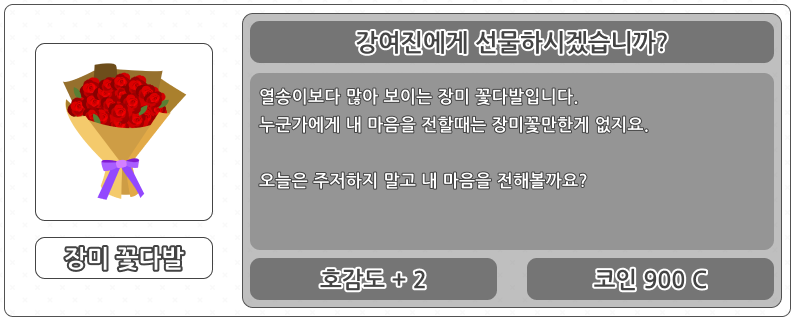 강여진에게 선물하시겠습니까?
열송이보다 많아 보이는 장미 꽃다발입니다.
누군가에게 내 마음을 전할때는 장미꽃만한게 없지요.
오늘은 주저하지 말고 내 마음을 전해볼까요?
장미 꽃다발
호감도 + 2
코인 900 C